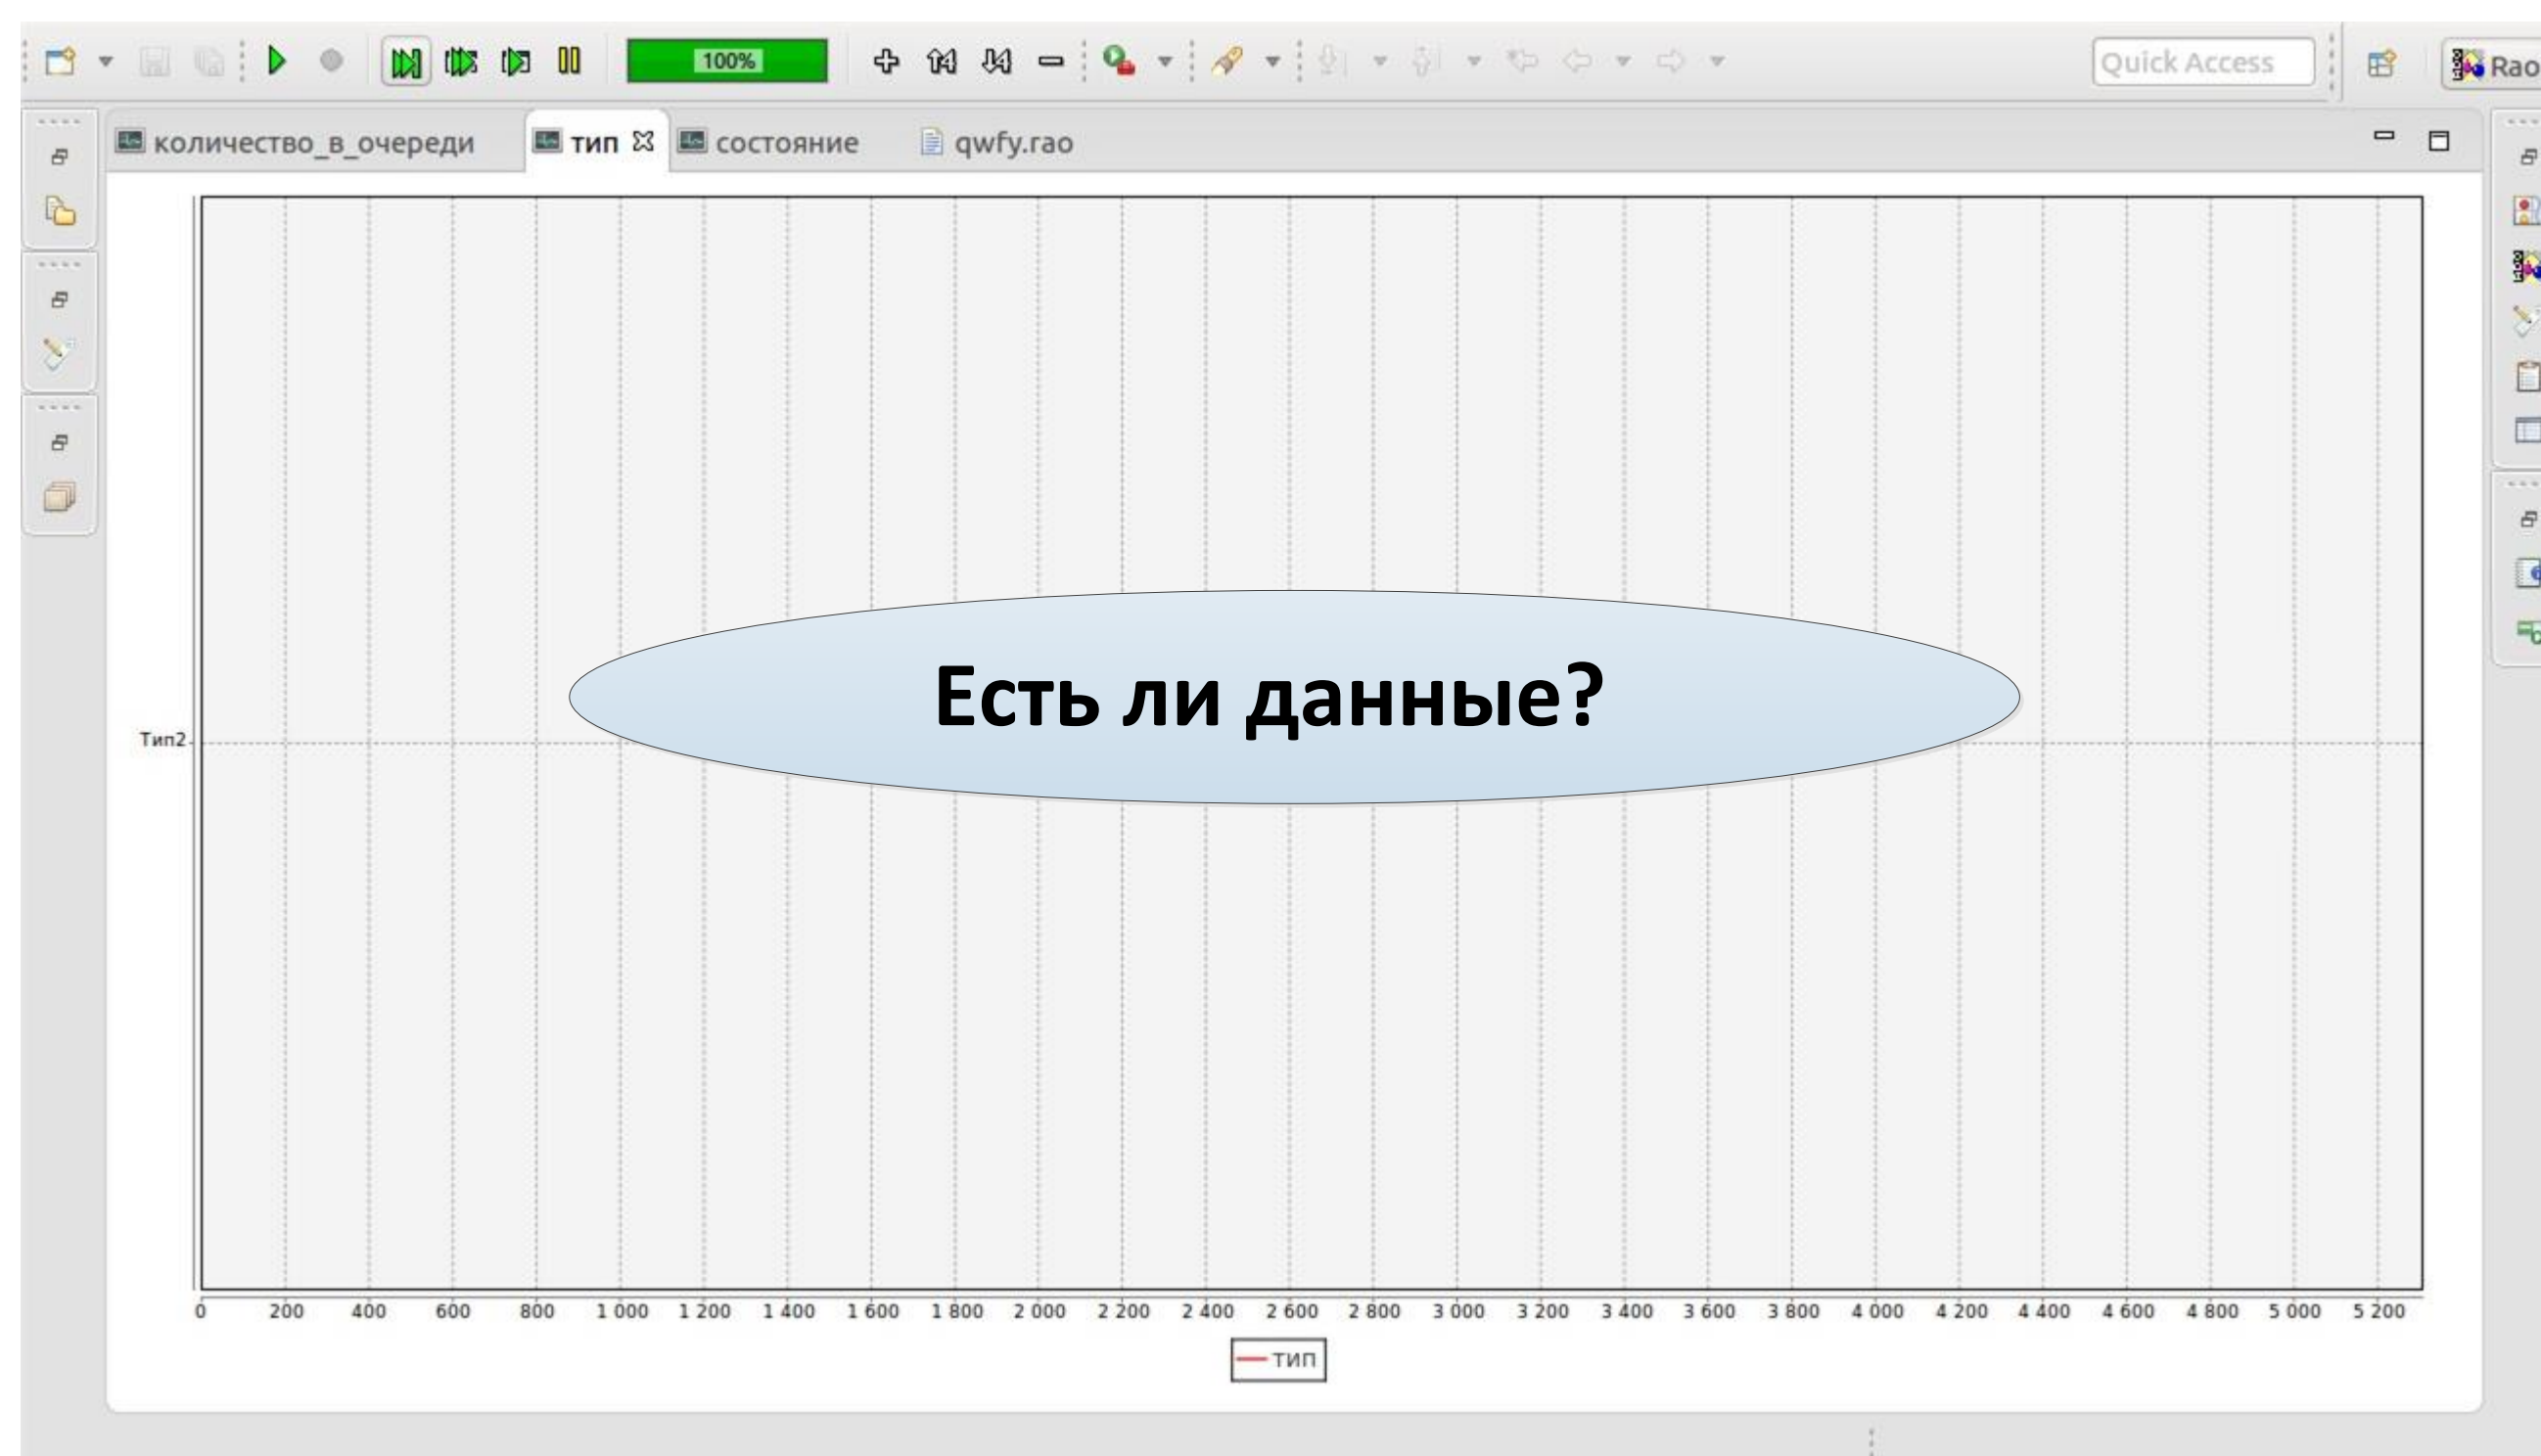 100%
Quick Access
Rao
количество_в_очереди
тип
состояние
qwfy.rao
Есть ли данные?
Тип2
0 200 400 600 800 1 000 1 200 1 400 1 600 1 800 2 000 2 200 2 400 2 600 2 800 3 000 3 200 3 400 3 600 3 800 4 000 4 200 4 400 4 600 4 800 5 000 5 200
тип